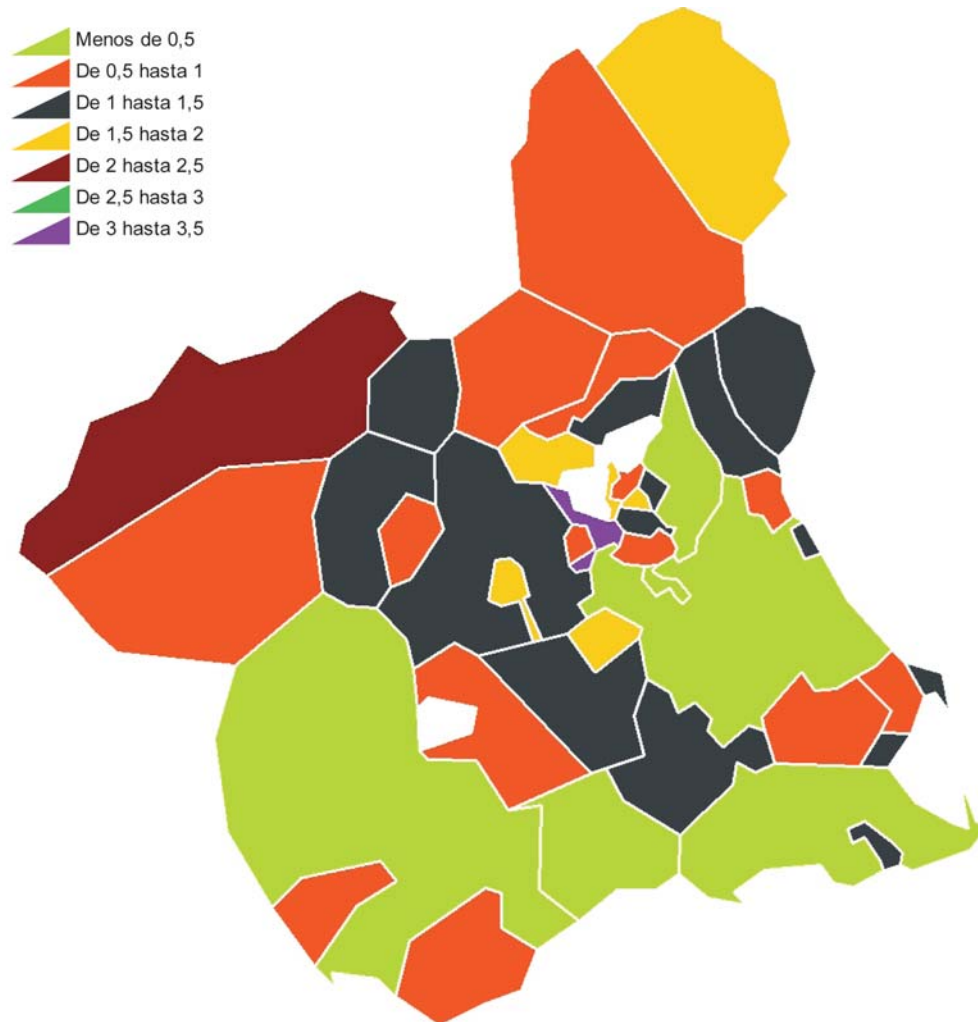 Menos de 0,5
De 0,5 hasta 1
De 1 hasta 1,5
De 1,5 hasta 2
De 2 hasta 2,5
De 2,5 hasta 3
De 3 hasta 3,5